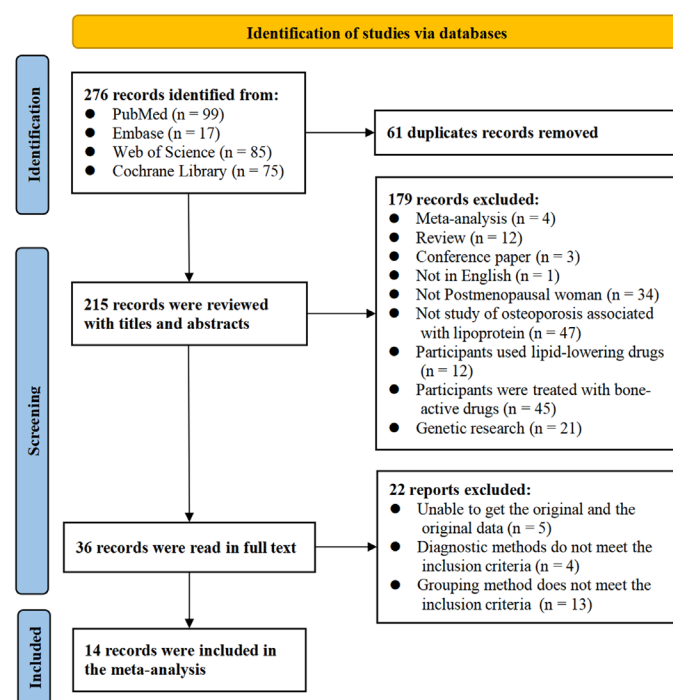 Identification of studies via databases
Identification
276 records identified from:
● PubMed (n = 99)
● Embase (n = 17)
● Web of Science (n = 85)
● Cochrane Library (n = 75)
61 duplicates records removed
179 records excluded:
● Meta-analysis (n = 4)
● Review (n = 12)
● Conference paper (n = 3)
● Not in English (n = 1)
● Not Postmenopausal woman (n = 34)
● Not study of osteoporosis associated
with lipoprotein (n = 47)
● Participants used lipid-lowering drugs
(n = 12)
● Participants were treated with bone-
active drugs (n = 45)
● Genetic research (n = 21)
Screening
215 records were reviewed
with titles and abstracts
22 reports excluded:
● Unable to get the original and the
original data (n = 5)
● Diagnostic methods do not meet the
inclusion criteria (n = 4)
● Grouping method does not meet the
inclusion criteria (n = 13)
36 records were read in full text
Included
14 records were included in
the meta-analysis